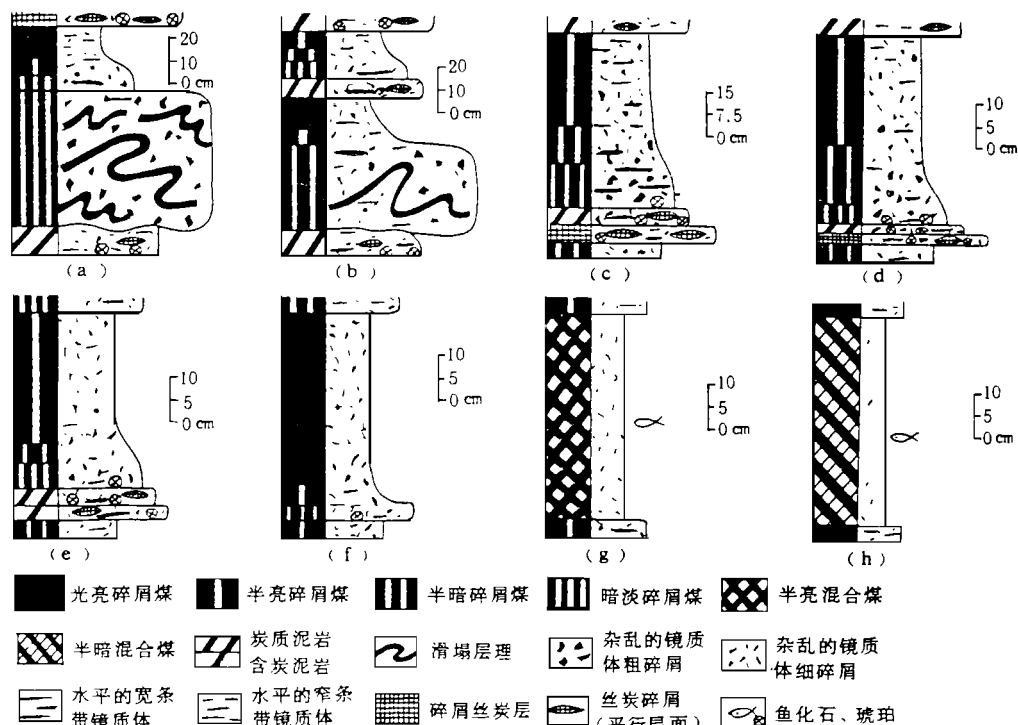 20
10
0 cm
(a)
20
10
0 cm
(b)
15
7.5
0 cm
(c)
10
5
0 cm
(d)
10
5
0 cm
(e)
10
5
0 cm
(f)
10
5
0 cm
(g)
10
5
0 cm
(h)
光亮碎屑煤
半亮碎屑煤
半暗碎屑煤
暗淡碎屑煤
半亮混合煤
半暗混合煤
炭质泥岩
含炭泥岩
滑塌层理
杂乱的镜质
体粗碎屑
杂乱的镜质
体细碎屑
水平的宽条
带镜质体
水平的窄条
带镜质体
碎屑丝炭层
丝炭碎屑
(平行层面)
鱼化石、琥珀